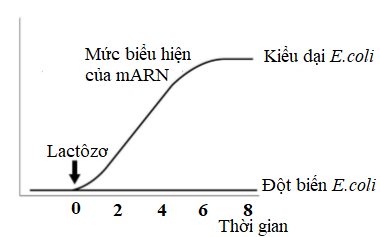 Mức biểu hiện
của mARN
Kiểu dại E.coli
Lactôzơ
Đột biến E.coli
0 2 4 6 8
Thời gian